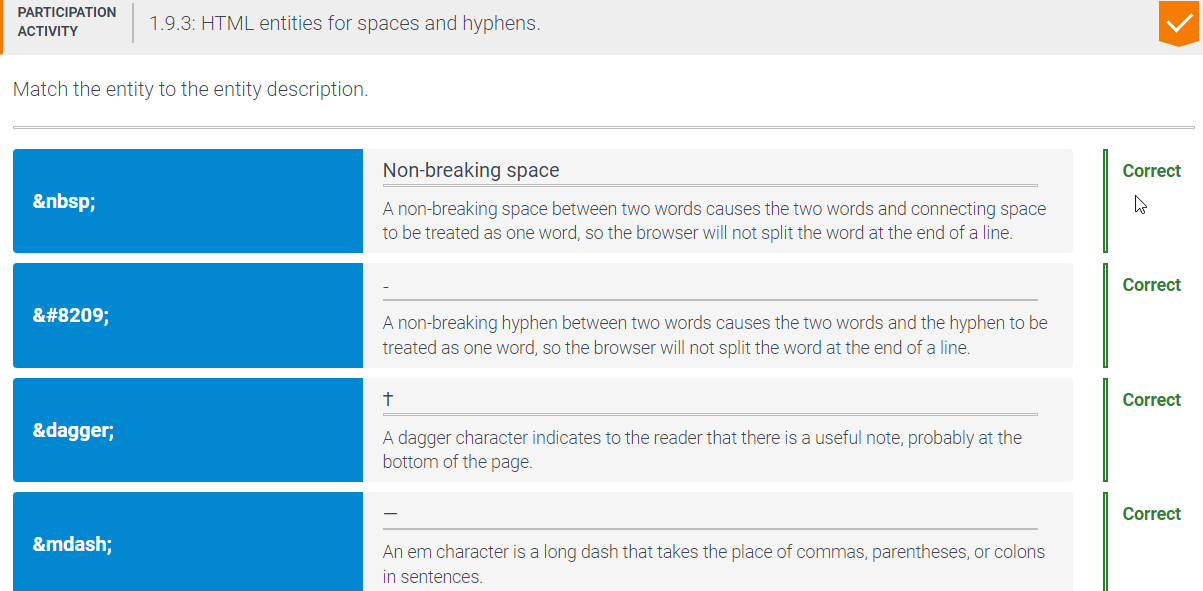 PARTICIPATION
ACTIVITY
1.9.3: HTML entities for spaces and hyphens.
Match the entity to the entity description.
&nbsp;
Non-breaking space
Correct
A non-breaking space between two words causes the two words and connecting space
to be treated as one word, so the browser will not split the word at the end of a line.
&#8209;
-
Correct
A non-breaking hyphen between two words causes the two words and the hyphen to be
treated as one word, so the browser will not split the word at the end of a line.
&dagger;
†
Correct
A dagger character indicates to the reader that there is a useful note, probably at the
bottom of the page.
&mdash;
—
Correct
An em character is a long dash that takes the place of commas, parentheses, or colons
in sentences.